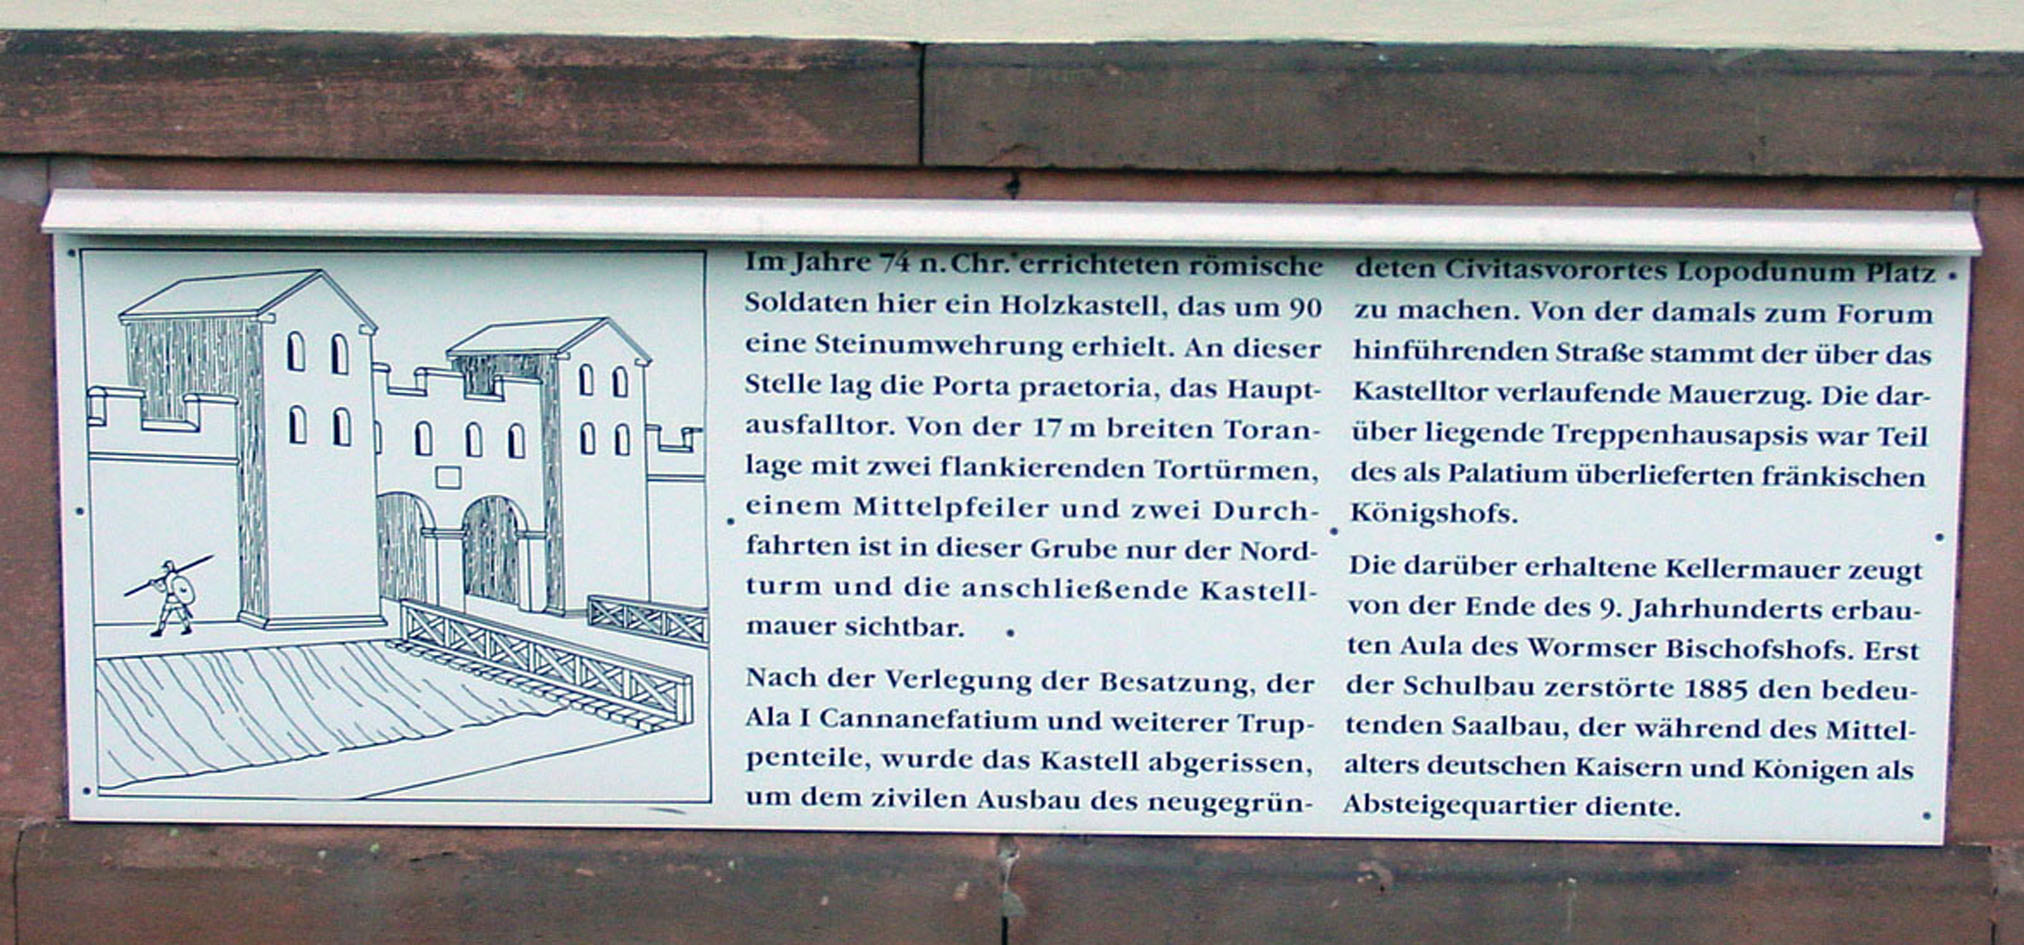 Im Jahre 74 n. Chr. errichteten römische
Soldaten hier ein Holzkastell, das um 90
eine Steinumwehrung erhielt. An dieser
Stelle lag die Porta praetoria, das Haupt-
ausfalltor. Von der 17 m breiten Toran-
lage mit zwei flankierenden Tortürmen,
einem Mittelpfeiler und zwei Durch-
fahrten ist in dieser Grube nur der Nord-
turm und die anschließende Kastell-
mauer sichtbar.
Nach der Verlegung der Besatzung, der
Ala I Cannanefatium und weiterer Trup-
penteile, wurde das Kastell abgerissen,
um dem zivilen Ausbau des neugegrün-
deten Civitasvorortes Lopodunum Platz
zu machen. Von der damals zum Forum
hinführenden Straße stammt der über das
Kastelltor verlaufende Mauerzug. Die dar-
über liegende Treppenhausapsis war Teil
des als Palatium überlieferten fränkischen
Königshofs.
Die darüber erhaltene Kellermauer zeugt
von der Ende des 9. Jahrhunderts erbau-
ten Aula des Wormser Bischofshofs. Erst
der Schulbau zerstörte 1885 den bedeu-
tenden Saalbau, der während des Mittel-
alters deutschen Kaisern und Königen als
Absteigequartier diente.